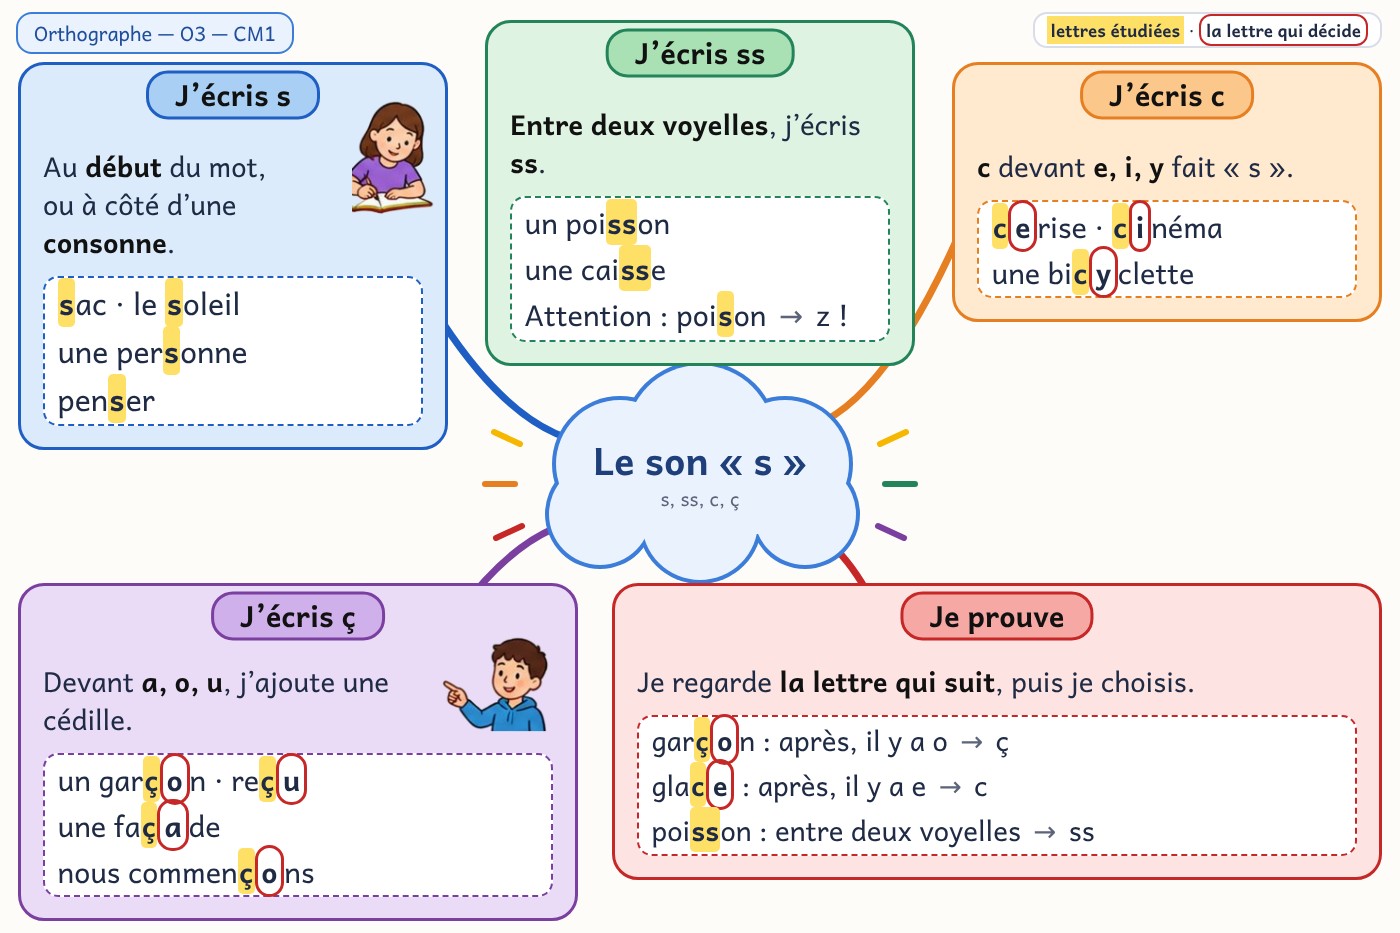 Orthographe — O3 — CM1
lettres étudiées · la lettre qui décide
J'écris s
Au début du mot,
ou à côté d'une
consonne.
sac · le soleil
une personne
penser
J'écris ss
Entre deux voyelles, j'écris
ss.
un poisson
une caisse
Attention : poison → z !
J'écris c
c devant e, i, y fait « s ».
cerise · cinéma
une bicyclette
Le son « s »
s, ss, c, ç
J'écris ç
Devant a, o, u, j'ajoute une
cédille.
un garçon · reçu
une façade
nous commençons
Je prouve
Je regarde la lettre qui suit, puis je choisis.
garçon : après, il y a o → ç
glace : après, il y a e → c
poisson : entre deux voyelles → ss